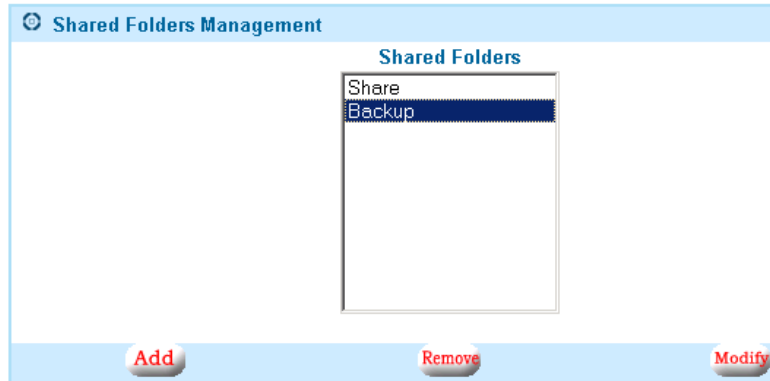 Shared Folders Management
Shared Folders
Share
Backup
Add Remove Modify